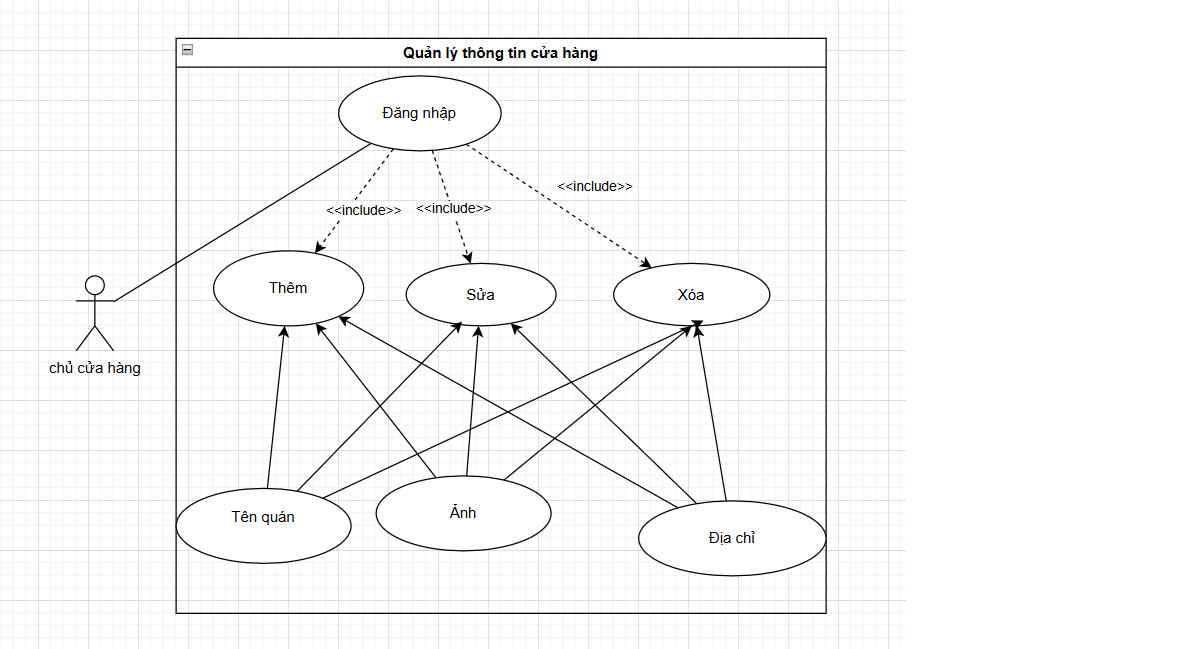 Quản lý thông tin cửa hàng
Đăng nhập
<<include>>
<<include>>
<<include>>
Thêm
Sửa
Xóa
chủ cửa hàng
Tên quán
Ảnh
Địa chỉ